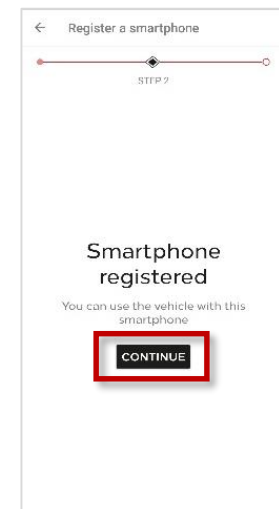 ← Register a smartphone
STEP 2
Smartphone
registered
You can use the vehicle with this
smartphone
CONTINUE